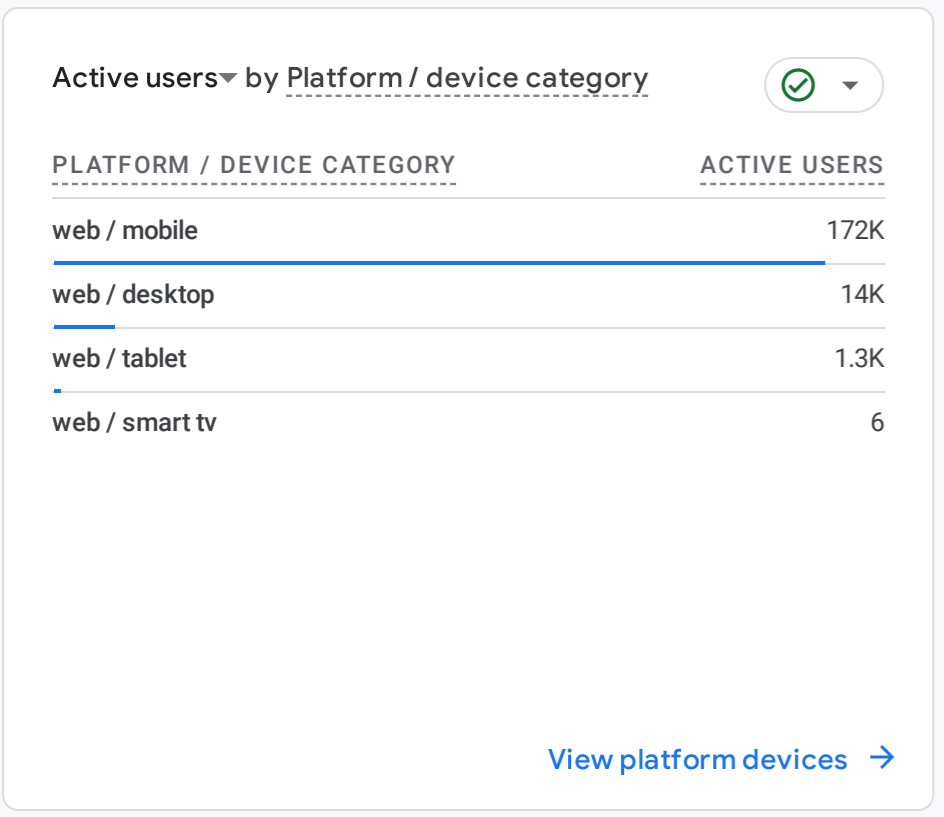 Active users by Platform / device category
PLATFORM / DEVICE CATEGORY ACTIVE USERS
web / mobile 172K
web / desktop 14K
web / tablet 1.3K
web / smart tv 6
View platform devices